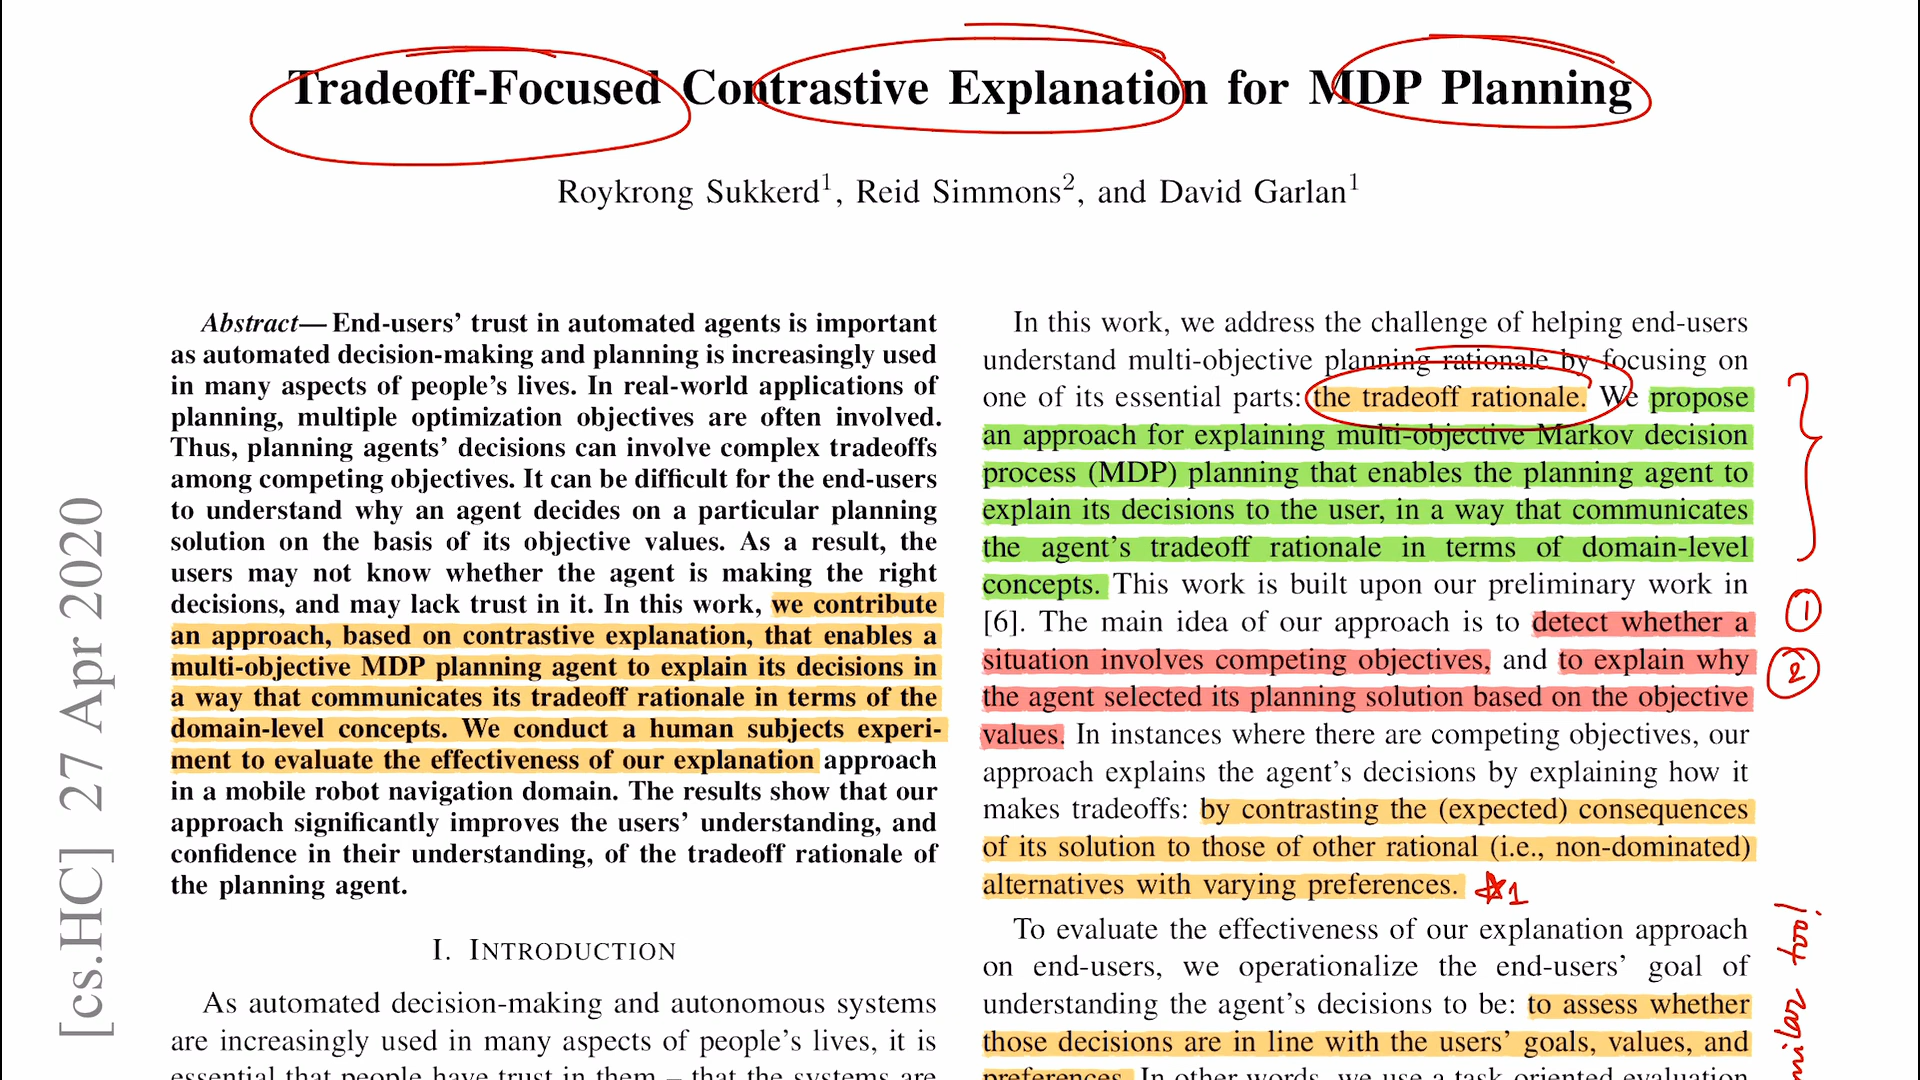 Tradeoff-Focused Contrastive Explanation for MDP Planning
Roykrong Sukkerd1, Reid Simmons2, and David Garlan1
Abstract— End-users’ trust in automated agents is important
as automated decision-making and planning is increasingly used
in many aspects of people’s lives. In real-world applications of
planning, multiple optimization objectives are often involved.
Thus, planning agents’ decisions can involve complex tradeoffs
among competing objectives. It can be difficult for the end-users
to understand why an agent decides on a particular planning
solution on the basis of its objective values. As a result, the
users may not know whether the agent is making the right
decisions, and may lack trust in it. In this work, we contribute
an approach, based on contrastive explanation, that enables a
multi-objective MDP planning agent to explain its decisions in
a way that communicates its tradeoff rationale in terms of the
domain-level concepts. We conduct a human subjects experi-
ment to evaluate the effectiveness of our explanation approach
in a mobile robot navigation domain. The results show that our
approach significantly improves the users’ understanding, and
confidence in their understanding, of the tradeoff rationale of
the planning agent.
I. INTRODUCTION
As automated decision-making and autonomous systems
are increasingly used in many aspects of people’s lives, it is
essential that people have trust in them – that the systems are
In this work, we address the challenge of helping end-users
understand multi-objective planning rationale by focusing on
one of its essential parts: the tradeoff rationale. We propose
an approach for explaining multi-objective Markov decision
process (MDP) planning that enables the planning agent to
explain its decisions to the user, in a way that communicates
the agent’s tradeoff rationale in terms of domain-level
concepts. This work is built upon our preliminary work in
[6]. The main idea of our approach is to detect whether a
situation involves competing objectives, and to explain why
the agent selected its planning solution based on the objective
values. In instances where there are competing objectives, our
approach explains the agent’s decisions by explaining how it
makes tradeoffs: by contrasting the (expected) consequences
of its solution to those of other rational (i.e., non-dominated)
alternatives with varying preferences. ☆1
To evaluate the effectiveness of our explanation approach
on end-users, we operationalize the end-users’ goal of
understanding the agent’s decisions to be: to assess whether
those decisions are in line with the users’ goals, values, and
preferences. In other words, we use a task-oriented evaluation
1
2
too!
[cs.HC] 27 Apr 2020